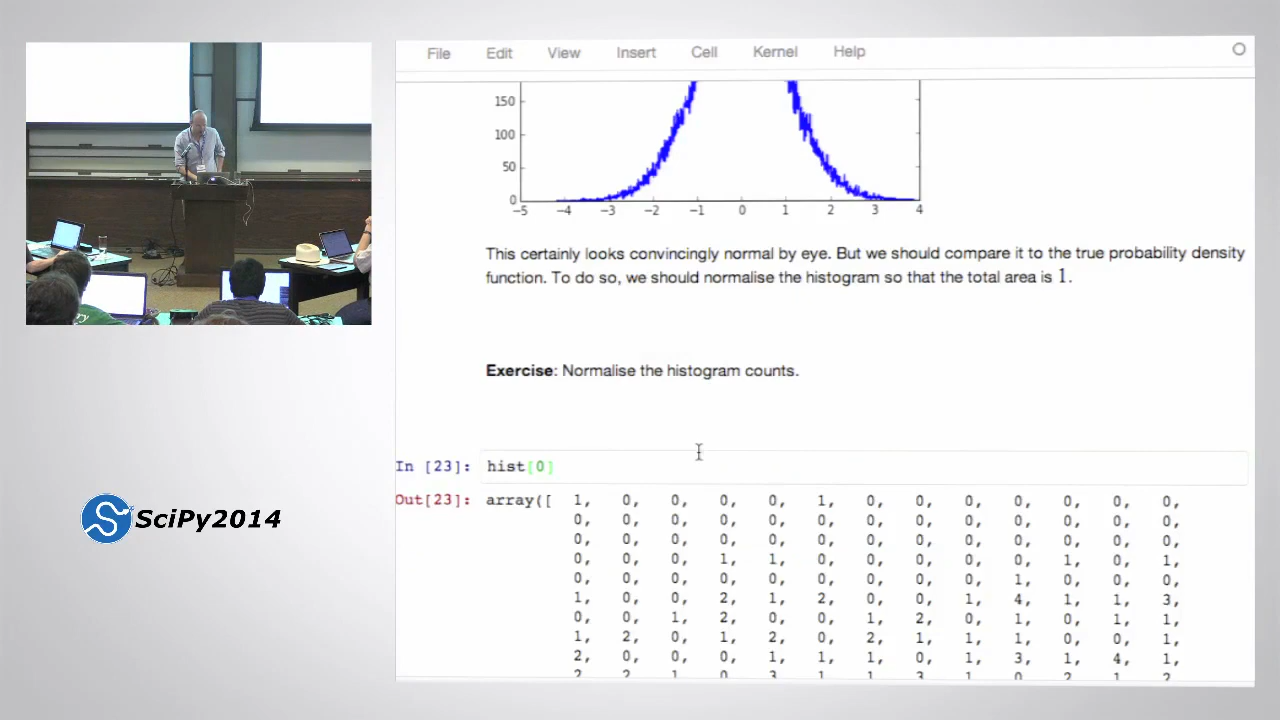 File Edit View Insert Cell Kernel Help
150
100
50
0
−5 −4 −3 −2 −1 0 1 2 3 4
This certainly looks convincingly normal by eye. But we should compare it to the true probability density
function. To do so, we should normalise the histogram so that the total area is 1.
Exercise: Normalise the histogram counts.
In [23]: hist[0]
Out[23]: array([ 1, 0, 0, 0, 0, 1, 0, 0, 0, 0, 0, 0, 0,
0, 0, 0, 0, 0, 0, 0, 0, 0, 0, 0, 0, 0,
0, 0, 0, 0, 0, 0, 0, 0, 0, 0, 0, 0, 0,
0, 0, 0, 1, 1, 0, 0, 0, 0, 0, 1, 0, 1,
0, 0, 0, 0, 0, 0, 0, 0, 0, 1, 0, 0, 0,
1, 0, 0, 2, 1, 2, 0, 0, 1, 4, 1, 1, 3,
0, 0, 1, 2, 0, 0, 1, 2, 0, 1, 0, 1, 1,
1, 2, 0, 1, 2, 0, 2, 1, 1, 1, 0, 0, 1,
2, 0, 0, 0, 1, 1, 1, 0, 1, 3, 1, 4, 1,
SciPy2014